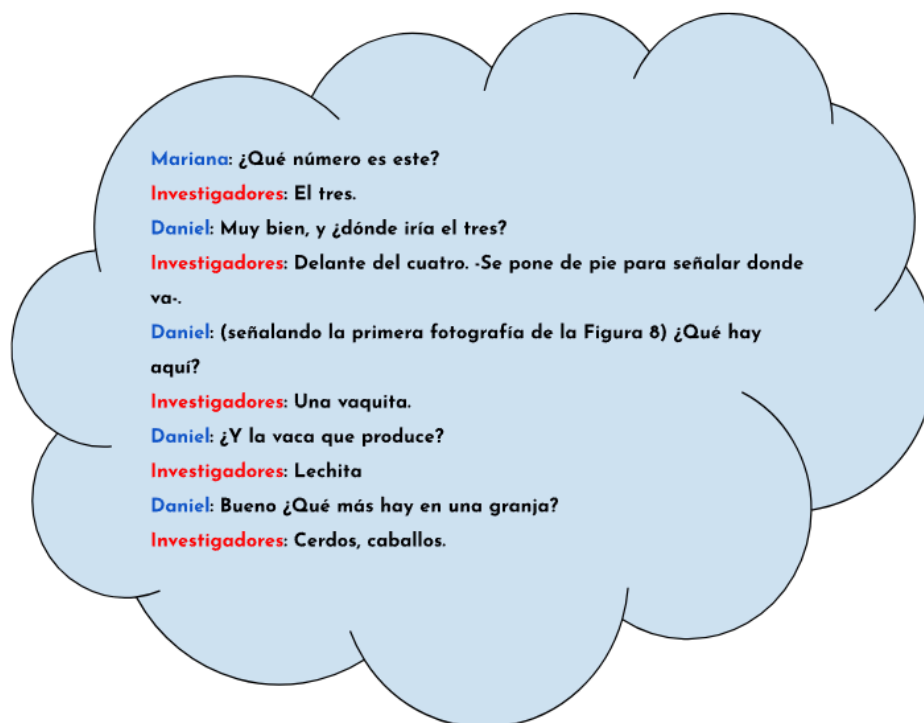 Mariana: ¿Qué número es este?
Investigadores: El tres.
Daniel: Muy bien, y ¿dónde iría el tres?
Investigadores: Delante del cuatro. -Se pone de pie para señalar donde
va-.
Daniel: (señalando la primera fotografía de la Figura 8) ¿Qué hay
aquí?
Investigadores: Una vaquita.
Daniel: ¿Y la vaca que produce?
Investigadores: Lechita
Daniel: Bueno ¿Qué más hay en una granja?
Investigadores: Cerdos, caballos.